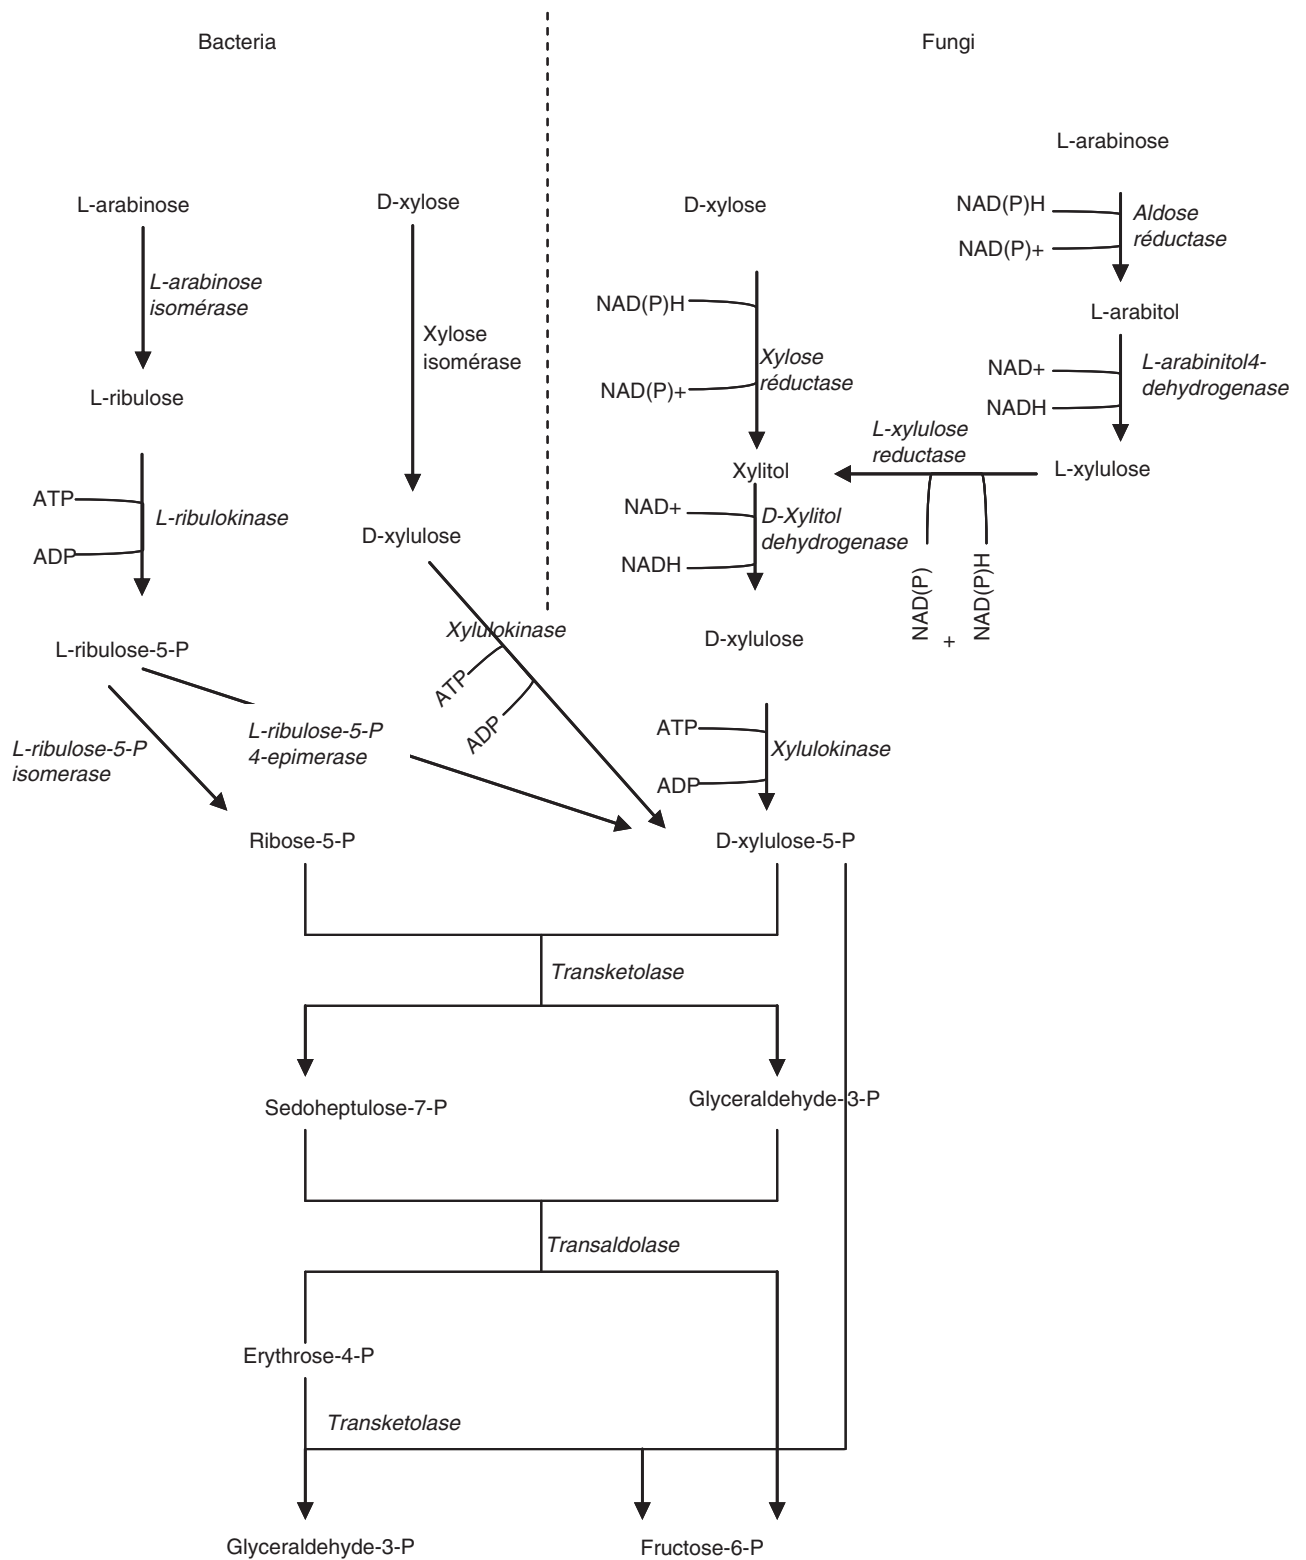 Bacteria
Fungi
L-arabinose
L-arabinose
isomérase
L-ribulose
ATP
ADP
L-ribulokinase
L-ribulose-5-P
L-ribulose-5-P
isomerase
L-ribulose-5-P
4-epimerase
Ribose-5-P
D-xylose
Xylose
isomérase
D-xylulose
Xylulokinase
ATP
ADP
D-xylose
NAD(P)H
NAD(P)+
Xylose
réductase
Xylitol
NAD+
NADH
D-Xylitol
dehydrogenase
D-xylulose
ATP
ADP
Xylulokinase
D-xylulose-5-P
L-arabinose
NAD(P)H
NAD(P)+
Aldose
réductase
L-arabitol
NAD+
NADH
L-arabinitol4-
dehydrogenase
L-xylulose
L-xylulose
reductase
NAD(P)
+
NAD(P)H
Transketolase
Sedoheptulose-7-P
Glyceraldehyde-3-P
Transaldolase
Erythrose-4-P
Transketolase
Glyceraldehyde-3-P
Fructose-6-P